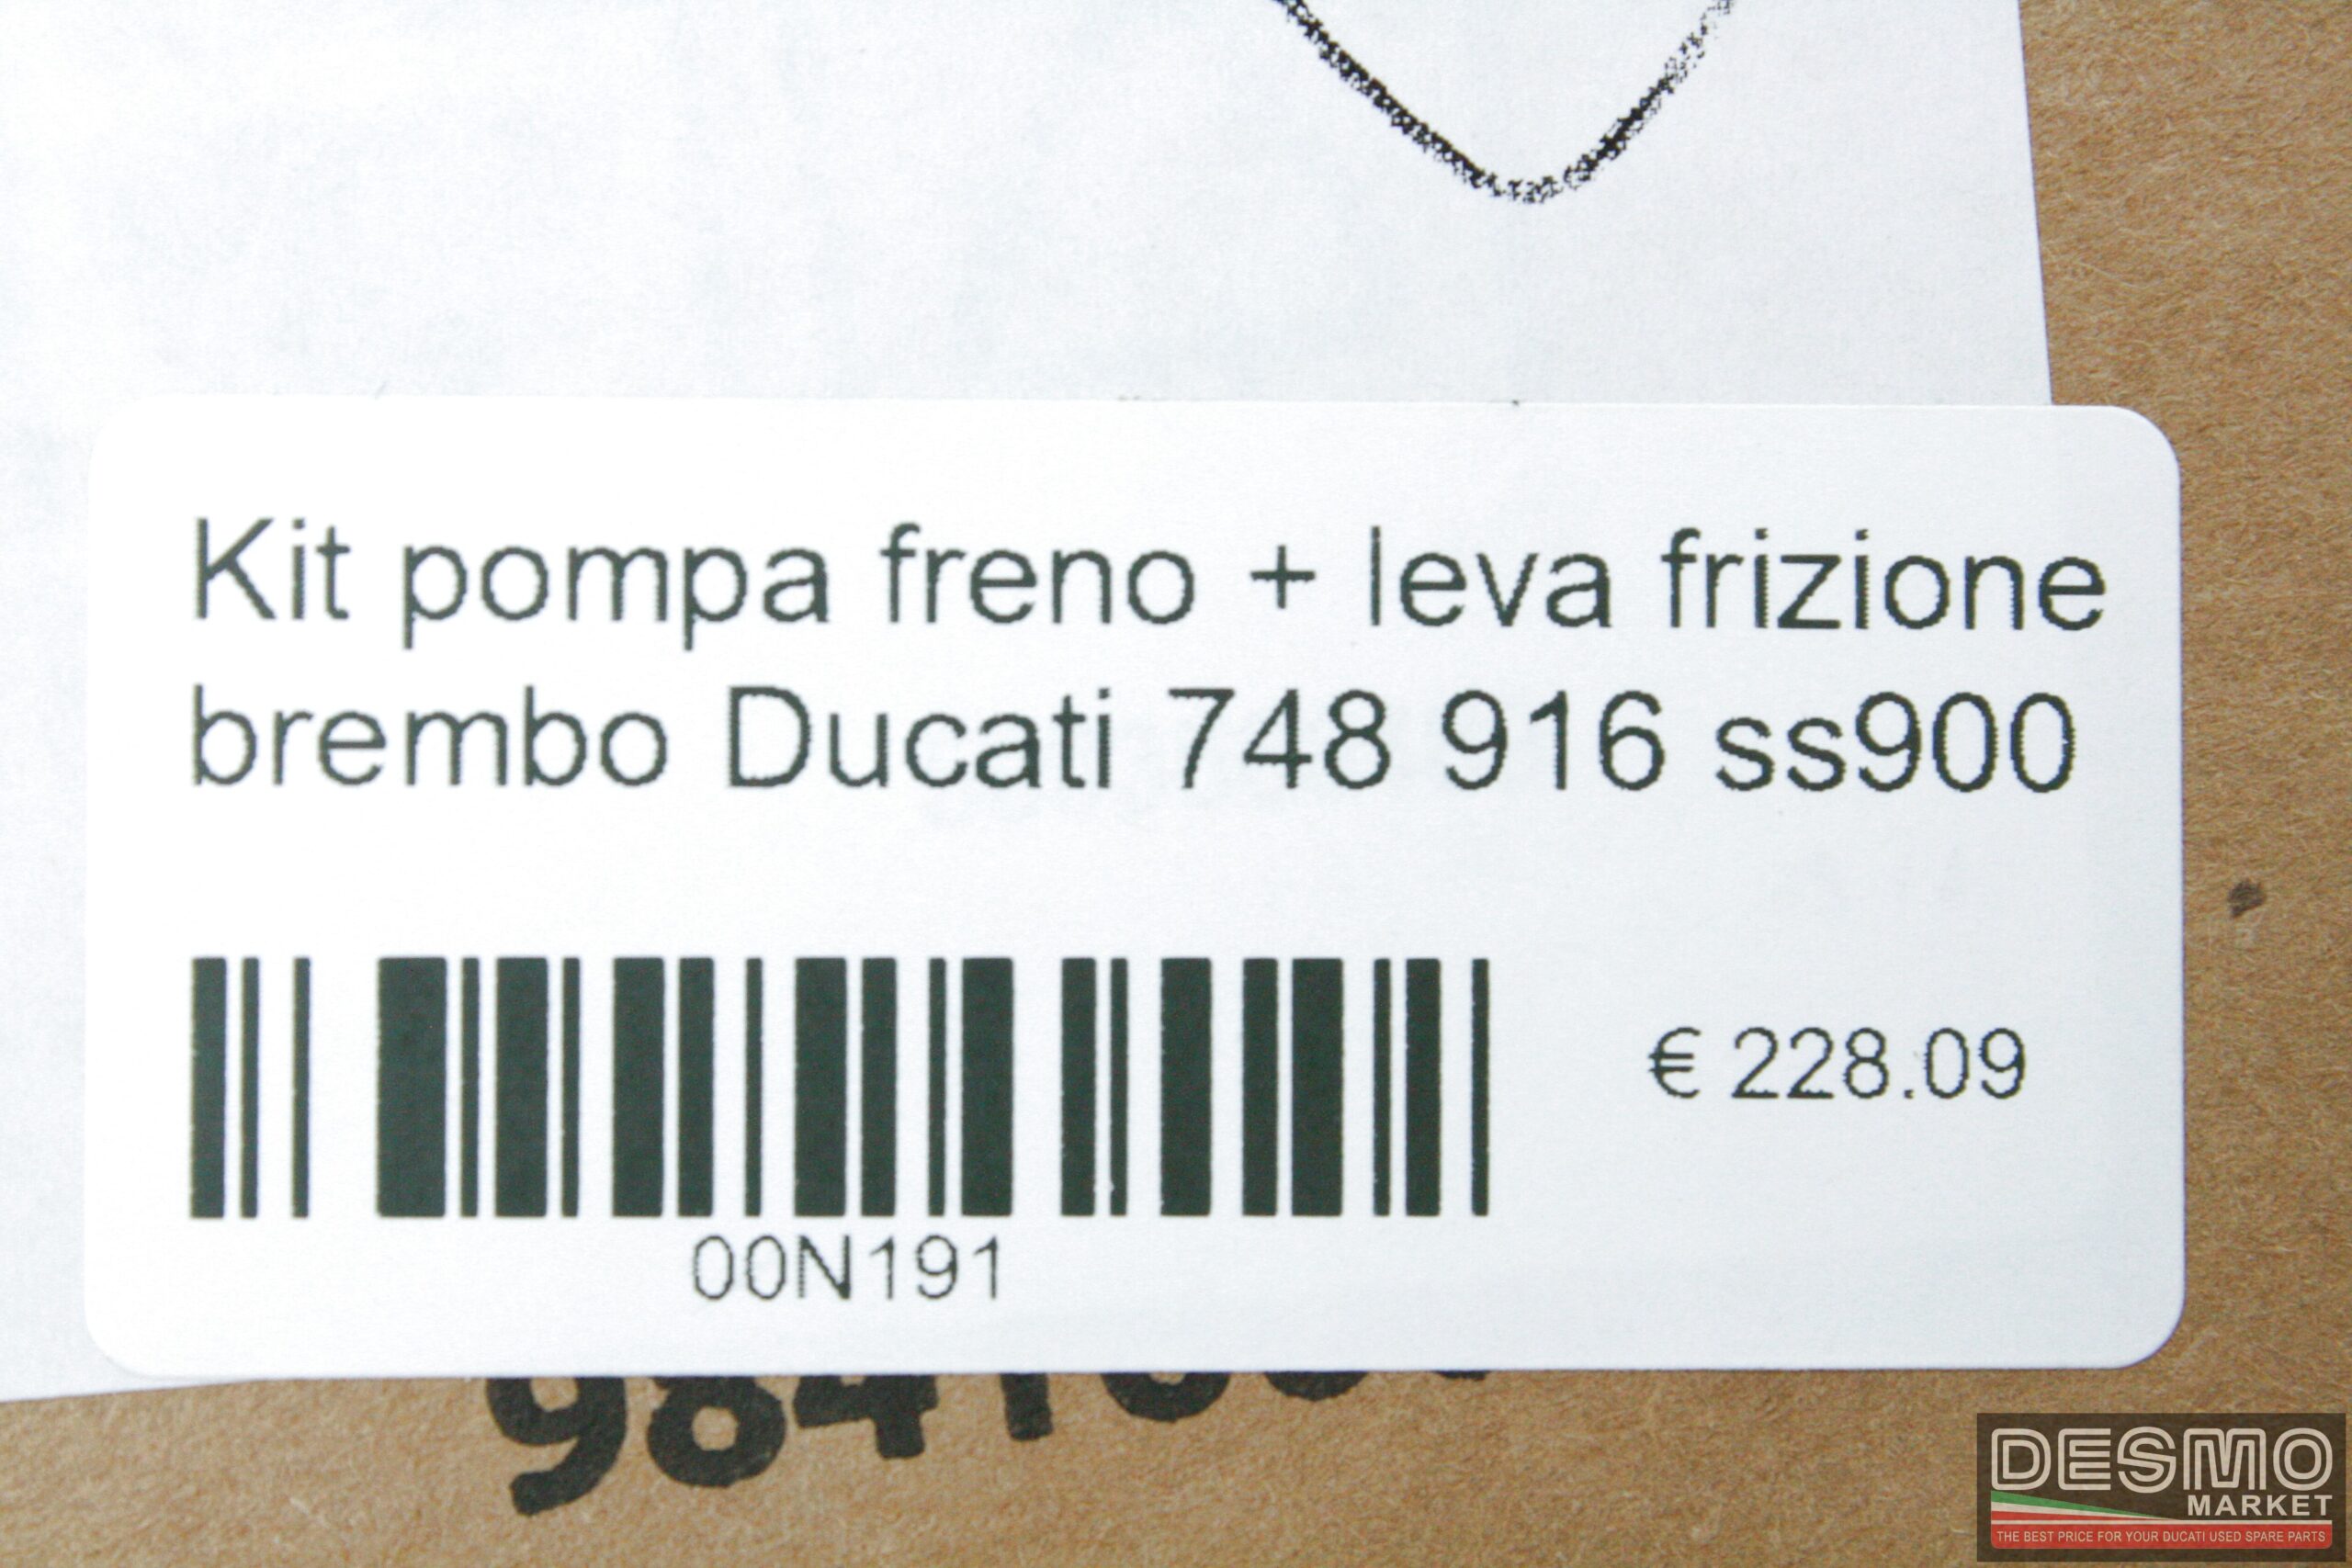 Kit pompa freno + leva frizione
brembo Ducati 748 916 ss900
€ 228.09
00N191
DESMO
MARKET
THE BEST PRICE FOR YOUR DUCATI USED SPARE PARTS